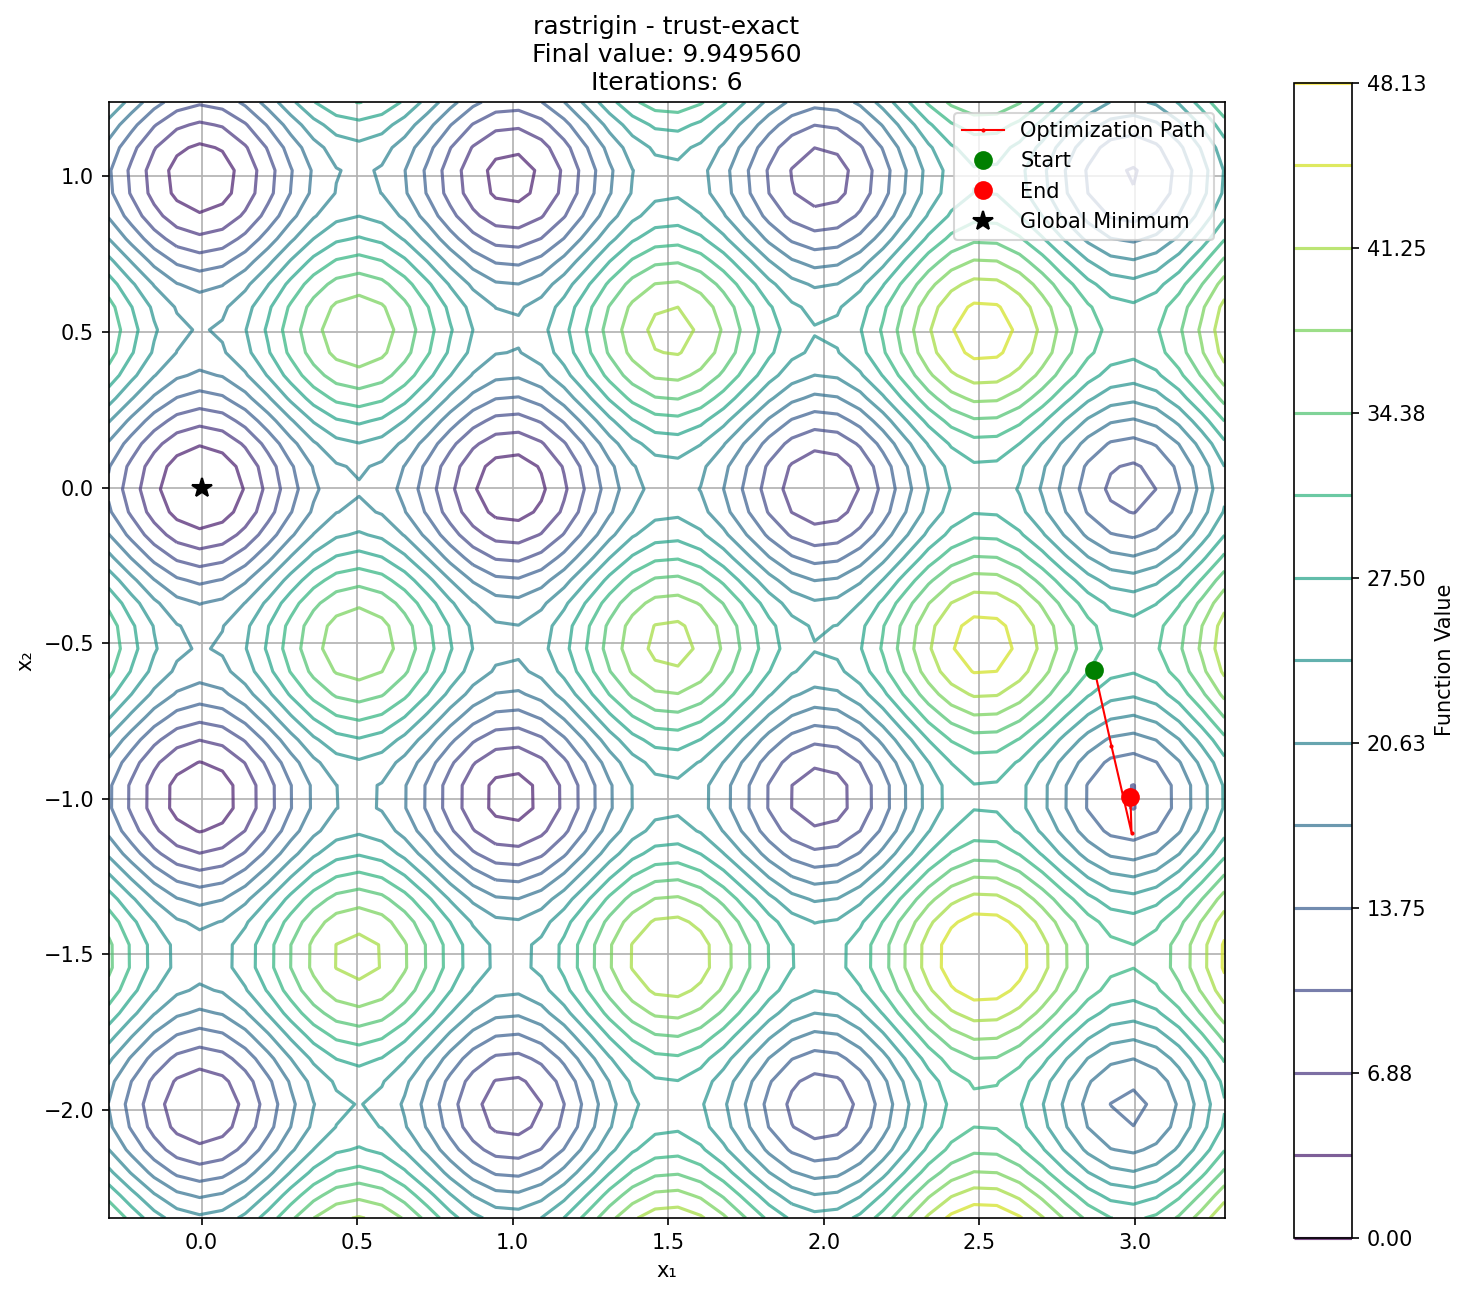 rastrigin - trust-exact
Final value: 9.949560
Iterations: 6
Optimization Path
Start
End
Global Minimum
1.0
0.5
0.0
−0.5
−1.0
−1.5
−2.0
x₂
0.0
0.5
1.0
1.5
2.0
2.5
3.0
x₁
48.13
41.25
34.38
27.50
20.63
13.75
6.88
0.00
Function Value